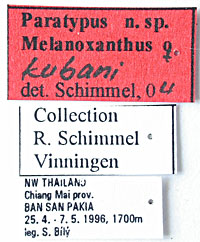 Paratypus n. sp.
Melanoxanthus ♀
kubani
det. Schimmel, 04
Collection
R. Schimmel
Vinningen
NW THAILAND
Chiang Mai prov.
BAN SAN PAKIA
25. 4. - 7. 5. 1996, 1700m
leg. S. Bílý